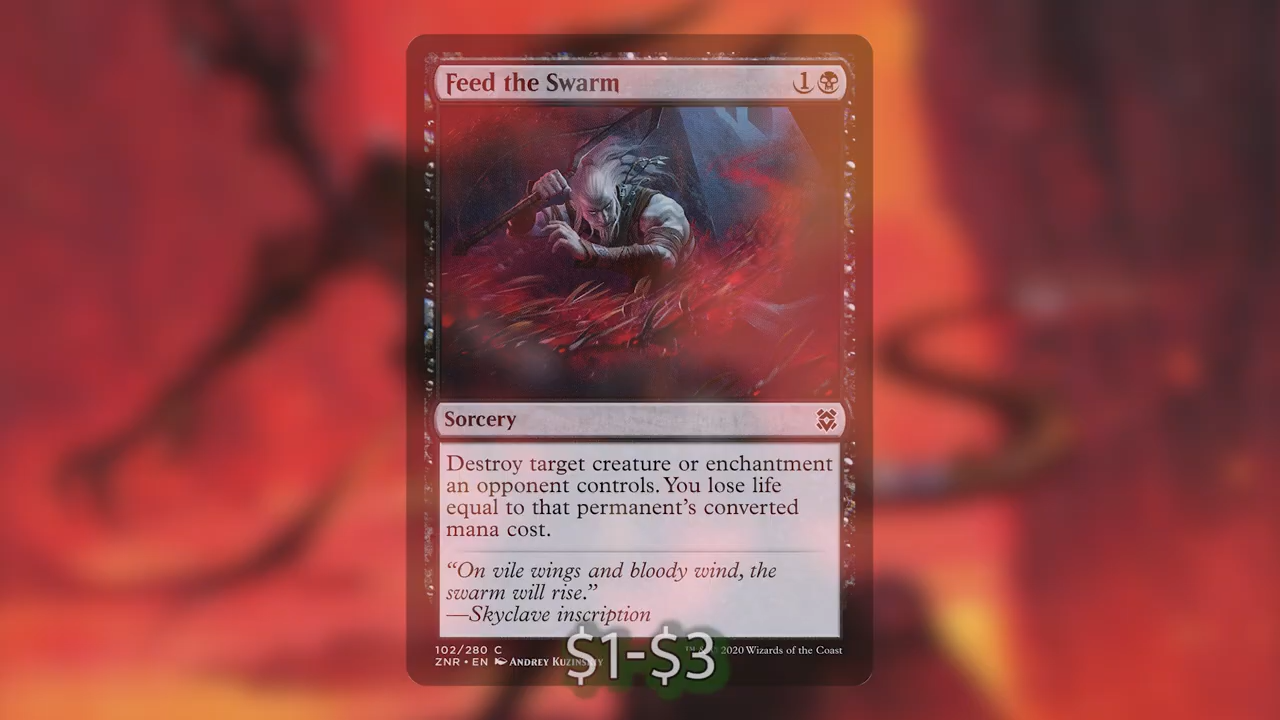 Feed the Swarm 1
Sorcery
Destroy target creature or enchantment
an opponent controls. You lose life
equal to that permanent's converted
mana cost.
“On vile wings and bloody wind, the
swarm will rise.”
—Skyclave inscription
102/280 C
ZNR • EN ANDREY KUZINSKIY
$1-$3
™ & © 2020 Wizards of the Coast